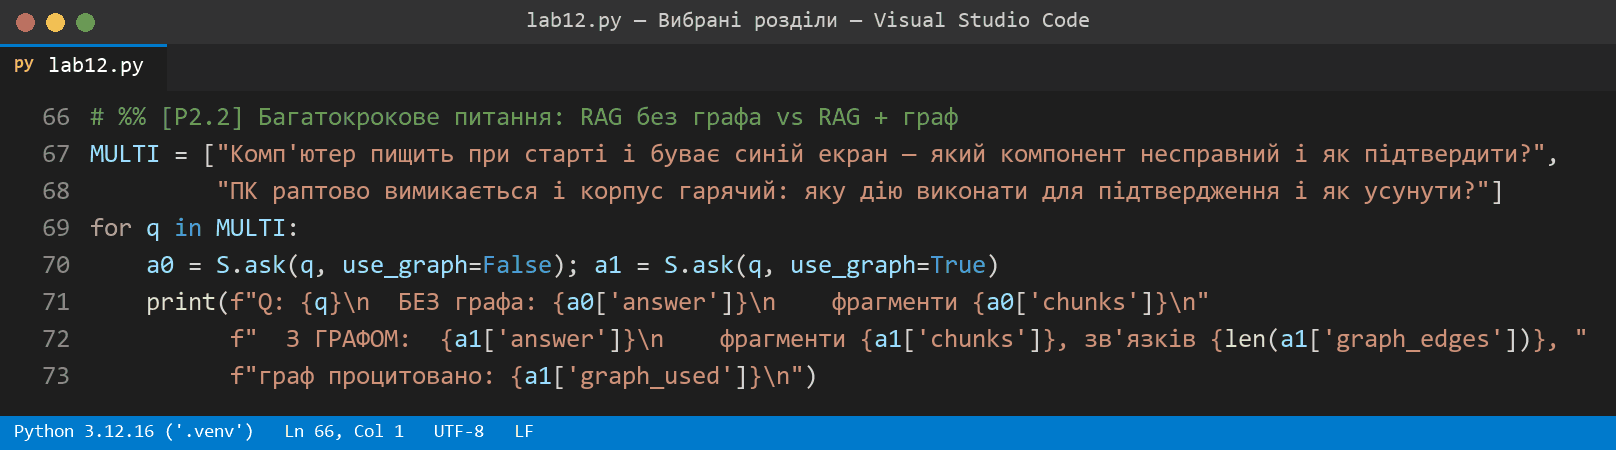 lab12.py — Вибрані розділи — Visual Studio Code
py lab12.py
66 # %% [P2.2] Багатокрокове питання: RAG без графа vs RAG + граф
67 MULTI = ["Комп'ютер пищить при старті і буває синій екран — який компонент несправний і як підтвердити?",
68          "ПК раптово вимикається і корпус гарячий: яку дію виконати для підтвердження і як усунути?"]
69 for q in MULTI:
70     a0 = S.ask(q, use_graph=False); a1 = S.ask(q, use_graph=True)
71     print(f"Q: {q}\n  БЕЗ графа: {a0['answer']}\n    фрагменти {a0['chunks']}\n"
72           f"  З ГРАФОМ:  {a1['answer']}\n    фрагменти {a1['chunks']}, зв'язків {len(a1['graph_edges'])}, "
73           f"граф процитовано: {a1['graph_used']}\n")
Python 3.12.16 ('.venv')   Ln 66, Col 1   UTF-8   LF